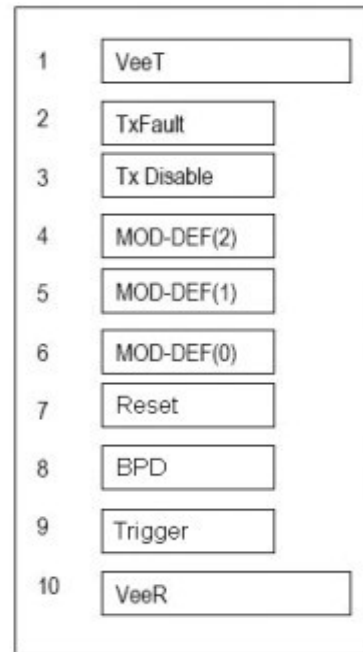 1 VeeT
2 TxFault
3 Tx Disable
4 MOD-DEF(2)
5 MOD-DEF(1)
6 MOD-DEF(0)
7 Reset
8 BPD
9 Trigger
10 VeeR